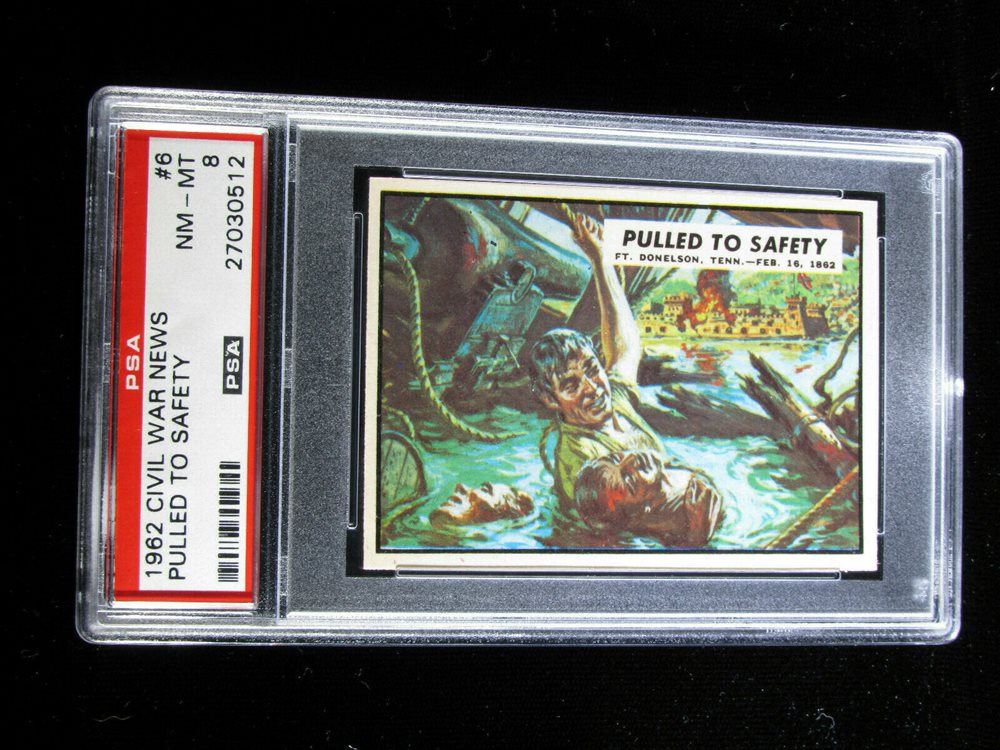 PSA
1962 CIVIL WAR NEWS #6
PULLED TO SAFETY NM - MT 8
PSA 27030512
PULLED TO SAFETY
FT. DONELSON, TENN.—FEB. 16, 1862